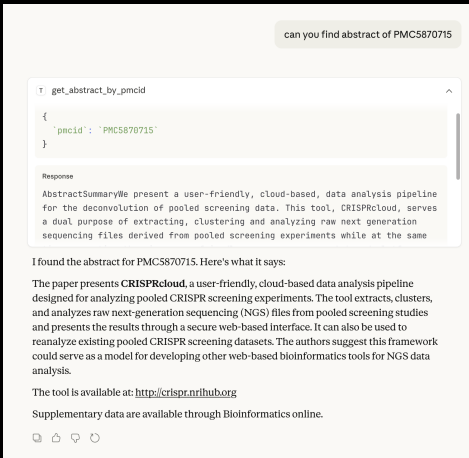 can you find abstract of PMC5870715
T get_abstract_by_pmcid
{
`pmcid`: `PMC5870715`
}
Response
AbstractSummaryWe present a user-friendly, cloud-based, data analysis pipeline
for the deconvolution of pooled screening data. This tool, CRISPRcloud, serves
a dual purpose of extracting, clustering and analyzing raw next generation
sequencing files derived from pooled screening experiments while at the same
I found the abstract for PMC5870715. Here's what it says:
The paper presents CRISPRcloud, a user-friendly, cloud-based data analysis pipeline
designed for analyzing pooled CRISPR screening experiments. The tool extracts, clusters,
and analyzes raw next-generation sequencing (NGS) files from pooled screening studies
and presents the results through a secure web-based interface. It can also be used to
reanalyze existing pooled CRISPR screening datasets. The authors suggest this framework
could serve as a model for developing other web-based bioinformatics tools for NGS data
analysis.
The tool is available at: http://crispr.nrihub.org
Supplementary data are available through Bioinformatics online.